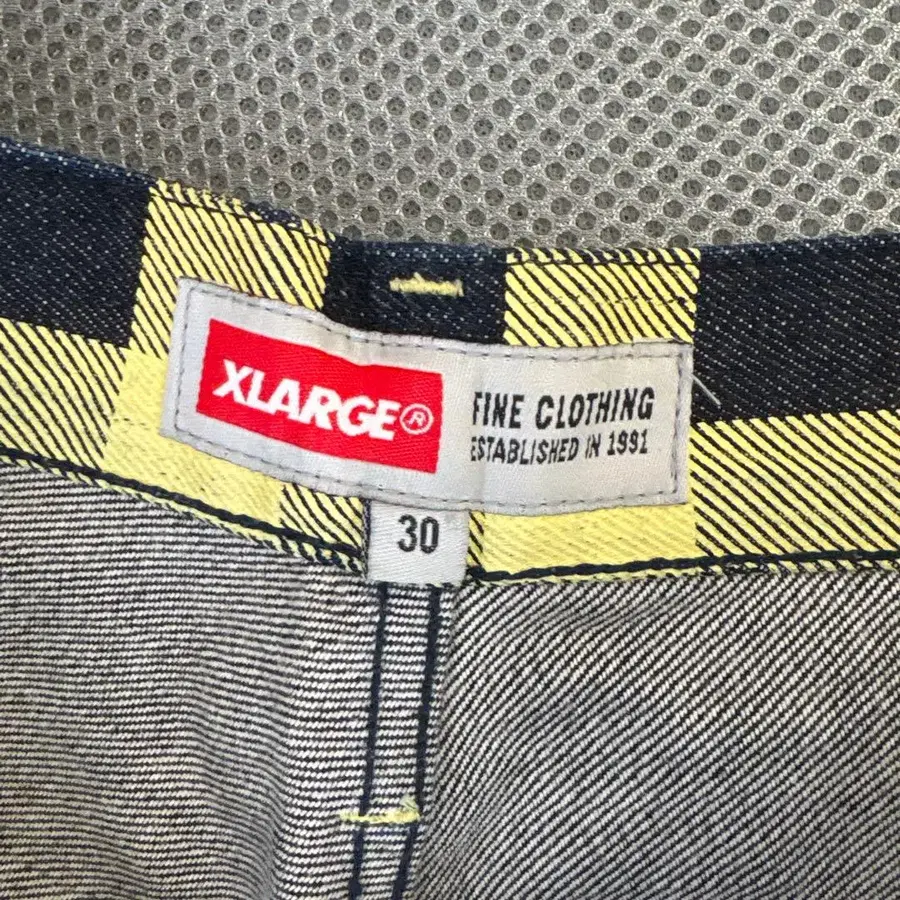 XLARGE®
FINE CLOTHING
ESTABLISHED IN 1991
30